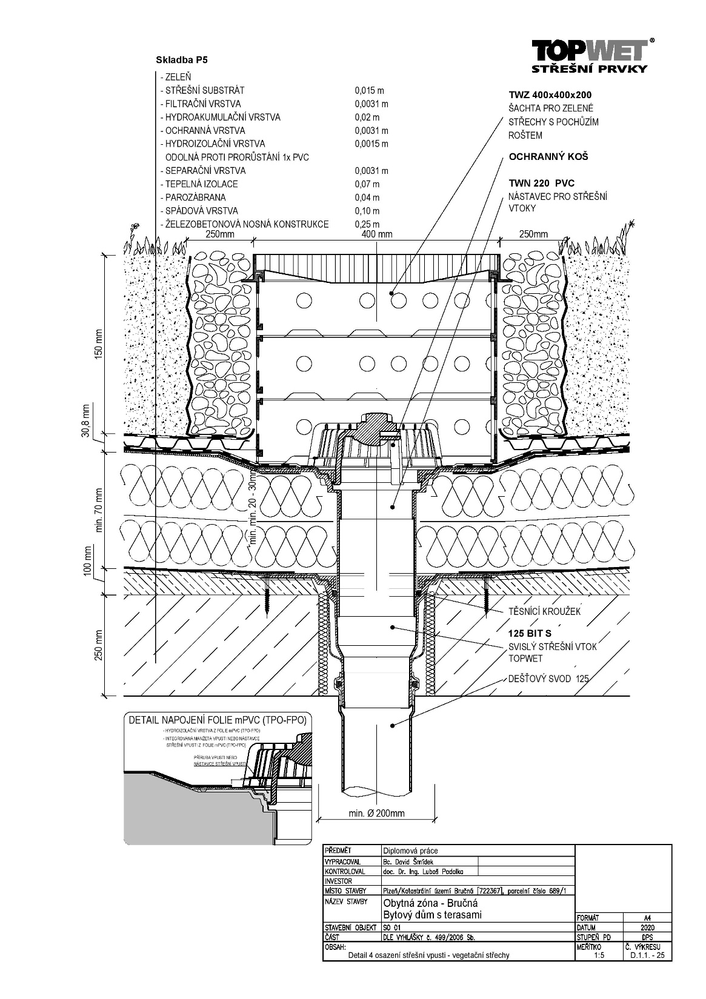 TOPWET®
STŘEŠNÍ PRVKY
Skladba P5
- ZELEŇ
- STŘEŠNÍ SUBSTRÁT 0,015 m
- FILTRAČNÍ VRSTVA 0,0031 m
- HYDROAKUMULAČNÍ VRSTVA 0,02 m
- OCHRANNÁ VRSTVA 0,0031 m
- HYDROIZOLAČNÍ VRSTVA 0,0015 m
ODOLNÁ PROTI PRORŮSTÁNÍ 1x PVC
- SEPARAČNÍ VRSTVA 0,0031 m
- TEPELNÁ IZOLACE 0,07 m
- PAROZÁBRANA 0,04 m
- SPÁDOVÁ VRSTVA 0,10 m
- ŽELEZOBETONOVÁ NOSNÁ KONSTRUKCE 0,25 m
TWZ 400x400x200
ŠACHTA PRO ZELENÉ
STŘECHY S POCHŮZÍM
ROŠTEM
OCHRANNÝ KOŠ
TWN 220 PVC
NÁSTAVEC PRO STŘEŠNÍ
VTOKY
250mm
400 mm
250mm
150 mm
30,8 mm
min. 70 mm
100 mm
250 mm
min. min. 20 - 30mm
TĚSNÍCÍ KROUŽEK
125 BIT S
SVISLÝ STŘEŠNÍ VTOK
TOPWET
DEŠŤOVÝ SVOD 125
DETAIL NAPOJENÍ FOLIE mPVC (TPO-FPO)
- HYDROIZOLAČNÍ VRSTVA Z FOLIE mPVC (TPO-FPO)
- INTEGROVANÁ MANŽETA VPUSTI NEBO NÁSTAVCE
STŘEŠNÍ VPUSTI Z FOLIE mPVC (TPO-FPO)
PŘÍRUBA VPUSTI NEBO
NÁSTAVCE STŘEŠNÍ VPUSTI
min. Ø 200mm
PŘEDMĚT Diplomová práce
VYPRACOVAL Bc. David Šmídek
KONTROLOVAL doc. Dr. Ing. Luboš Podolka
INVESTOR
MÍSTO STAVBY Plzeň/Katastrální území Bručná [722367], parcelní číslo 689/1
NÁZEV STAVBY Obytná zóna - Bručná
Bytový dům s terasami
STAVEBNÍ OBJEKT SO 01
ČÁST DLE VYHLÁŠKY č. 499/2006 Sb.
OBSAH:
Detail 4 osazení střešní vpusti - vegetační střechy
FORMÁT A4
DATUM 2020
STUPEŇ PD DPS
MEŘÍTKO Č. VÝKRESU
1:5 D.1.1. - 25